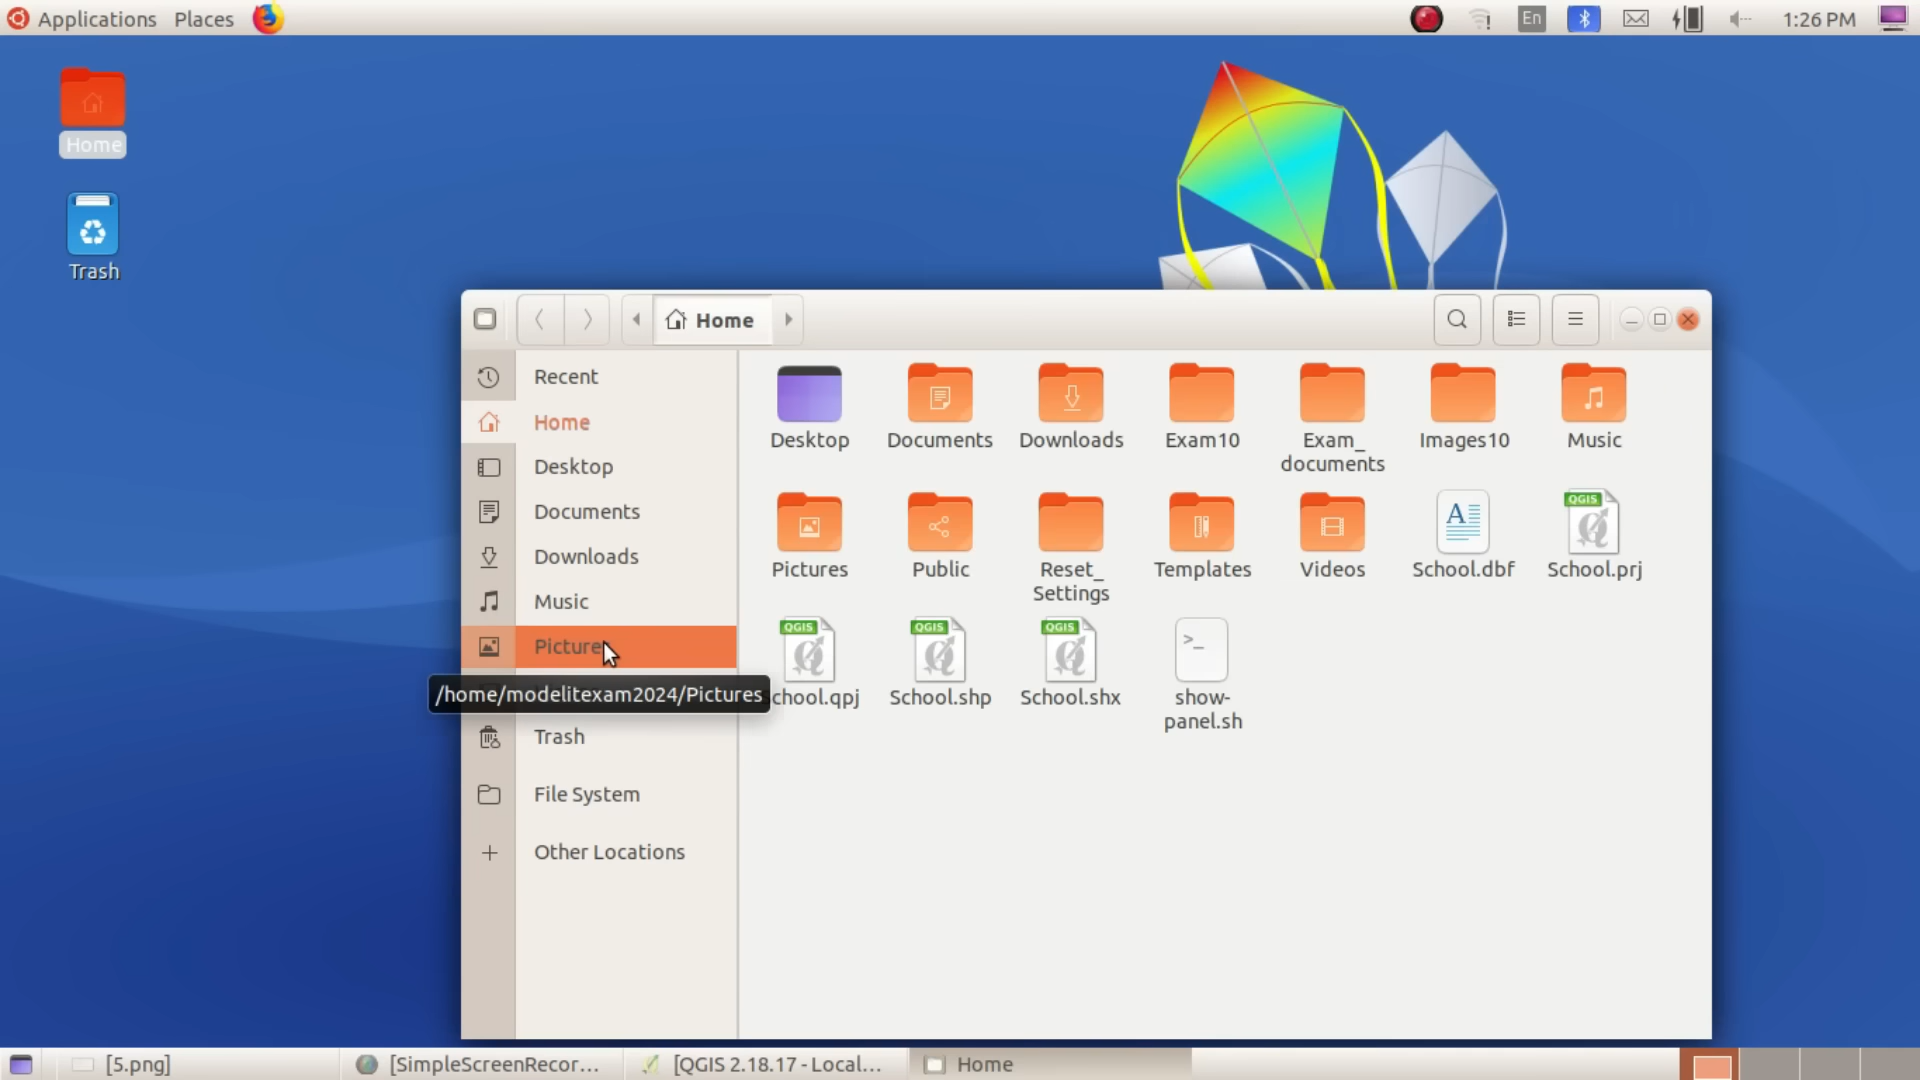 Applications Places
En
1:26 PM
Home
Trash
Home
Recent
Home
Desktop
Documents
Downloads
Music
Picture
/home/modelitexam2024/Pictures
Trash
File System
Other Locations
Desktop
Documents
Downloads
Exam10
Exam_
documents
Images10
Music
Pictures
Public
Reset_
Settings
Templates
Videos
School.dbf
QGIS
School.prj
QGIS
chool.qpj
QGIS
School.shp
QGIS
School.shx
>_
show-
panel.sh
[5.png]
[SimpleScreenRecor...
[QGIS 2.18.17 - Local...
Home